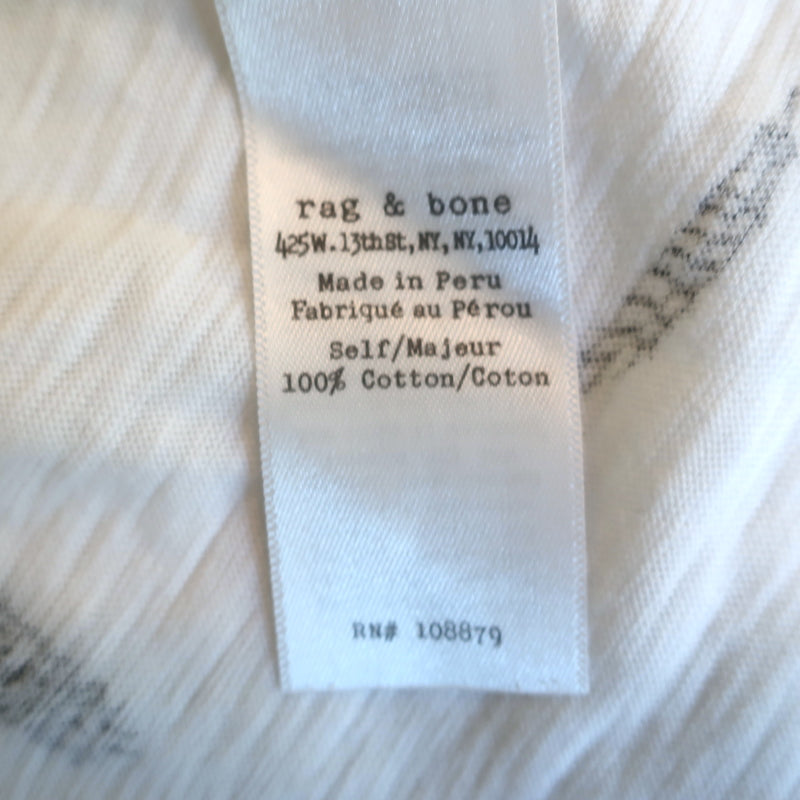 rag & bone
425W.13thSt,NY,NY,10014
Made in Peru
Fabriqué au Pérou
Self/Majeur
100% Cotton/Coton
RN# 108879